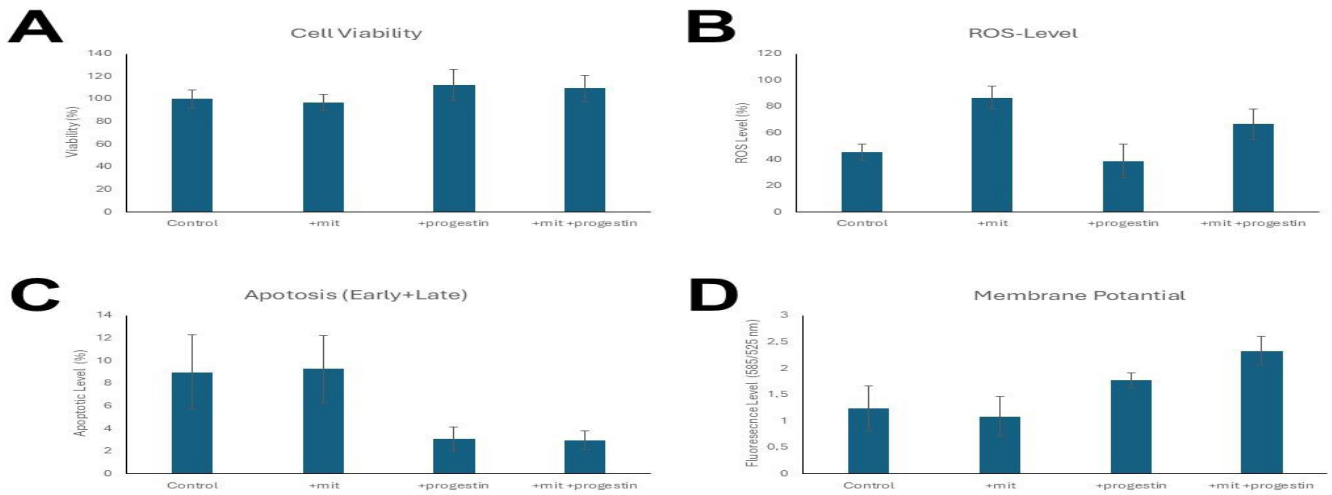 A
Cell Viability
Viability (%)
140
120
100
80
60
40
20
0
Control
+mit
+progestin
+mit +progestin
B
ROS-Level
ROS Level (%)
120
100
80
60
40
20
0
Control
+mit
+progestin
+mit +progestin
C
Apotosis (Early+Late)
Apoptotic Level (%)
14
12
10
8
6
4
2
0
Control
+mit
+progestin
+mit +progestin
D
Membrane Potential
Fluoresecnce Level (585/525 nm)
3
2,5
2
1,5
1
0,5
0
Control
+mit
+progestin
+mit +progestin